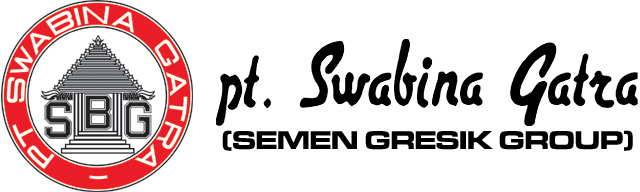 PT SWABINA GATRA –
SBG
pt. Swabina Gatra
(SEMEN GRESIK GROUP)